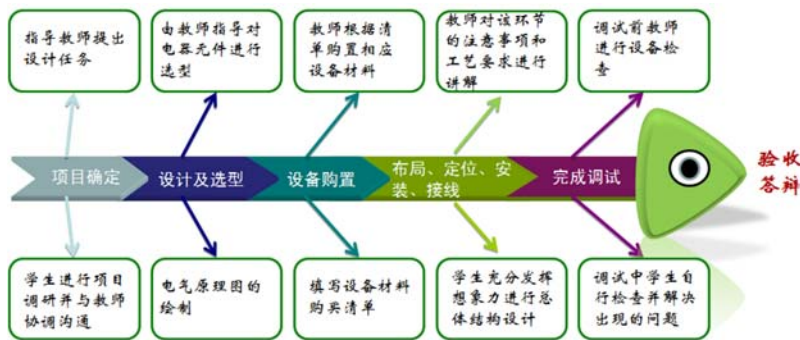 指导教师提出
设计任务
由教师指导对
电器元件进行
选型
教师根据清
单购置相应
设备材料
教师对该环节
的注意事项和
工艺要求进行
讲解
调试前教师
进行设备检
查
项目确定
设计及选型
设备购置
布局、定位、安
装、接线
完成调试
验收
答辩
学生进行项目
调研并与教师
协调沟通
电气原理图的
绘制
填写设备材料
购买清单
学生充分发挥
想象力进行总
体结构设计
调试中学生自
行检查并解决
出现的问题